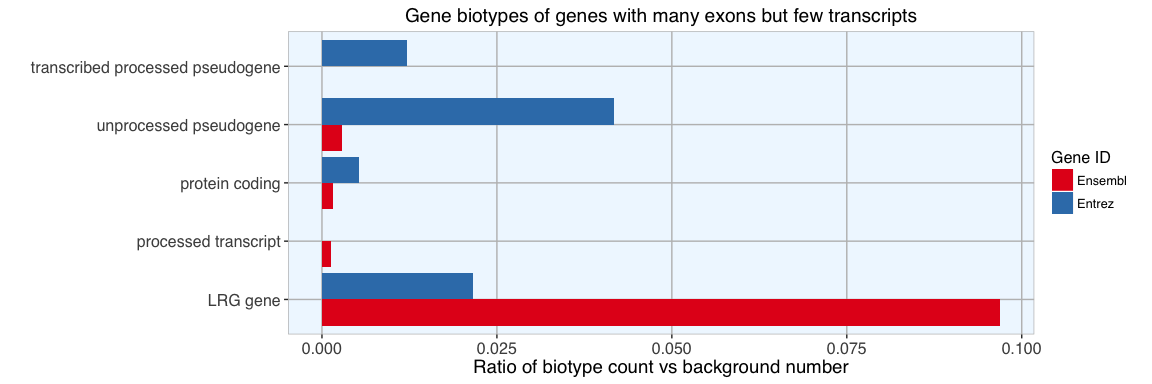 Gene biotypes of genes with many exons but few transcripts
transcribed processed pseudogene
unprocessed pseudogene
protein coding
processed transcript
LRG gene
0.000 0.025 0.050 0.075 0.100
Ratio of biotype count vs background number
Gene ID
Ensembl
Entrez